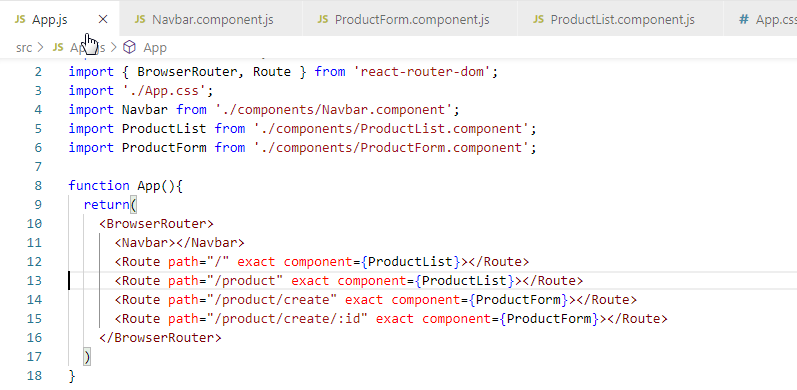 JS App.js × JS Navbar.component.js JS ProductForm.component.js JS ProductList.component.js # App.css
src > JS App.js > App
2 import { BrowserRouter, Route } from 'react-router-dom';
3 import './App.css';
4 import Navbar from './components/Navbar.component';
5 import ProductList from './components/ProductList.component';
6 import ProductForm from './components/ProductForm.component';
7
8 function App(){
9 return(
10 <BrowserRouter>
11 <Navbar></Navbar>
12 <Route path="/" exact component={ProductList}></Route>
13 <Route path="/product" exact component={ProductList}></Route>
14 <Route path="/product/create" exact component={ProductForm}></Route>
15 <Route path="/product/create/:id" exact component={ProductForm}></Route>
16 </BrowserRouter>
17 )
18 }